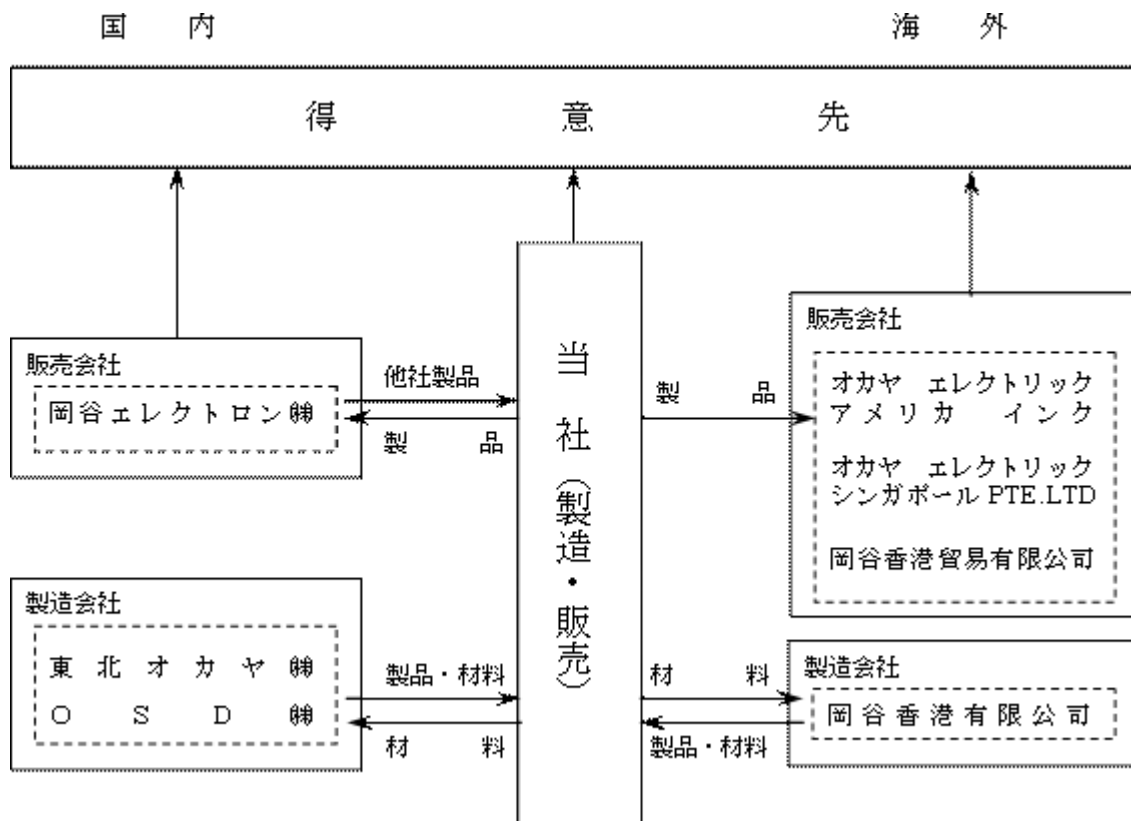 国内
海外
得意先
販売会社
岡谷エレクトロン㈱
他社製品
製品
当社(製造・販売)
製品
販売会社
オカヤ エレクトリック
アメリカ インク
オカヤ エレクトリック
シンガポール PTE.LTD
岡谷香港貿易有限公司
製造会社
東北オカヤ㈱
OSD㈱
製品・材料
材料
材料
製品・材料
製造会社
岡谷香港有限公司